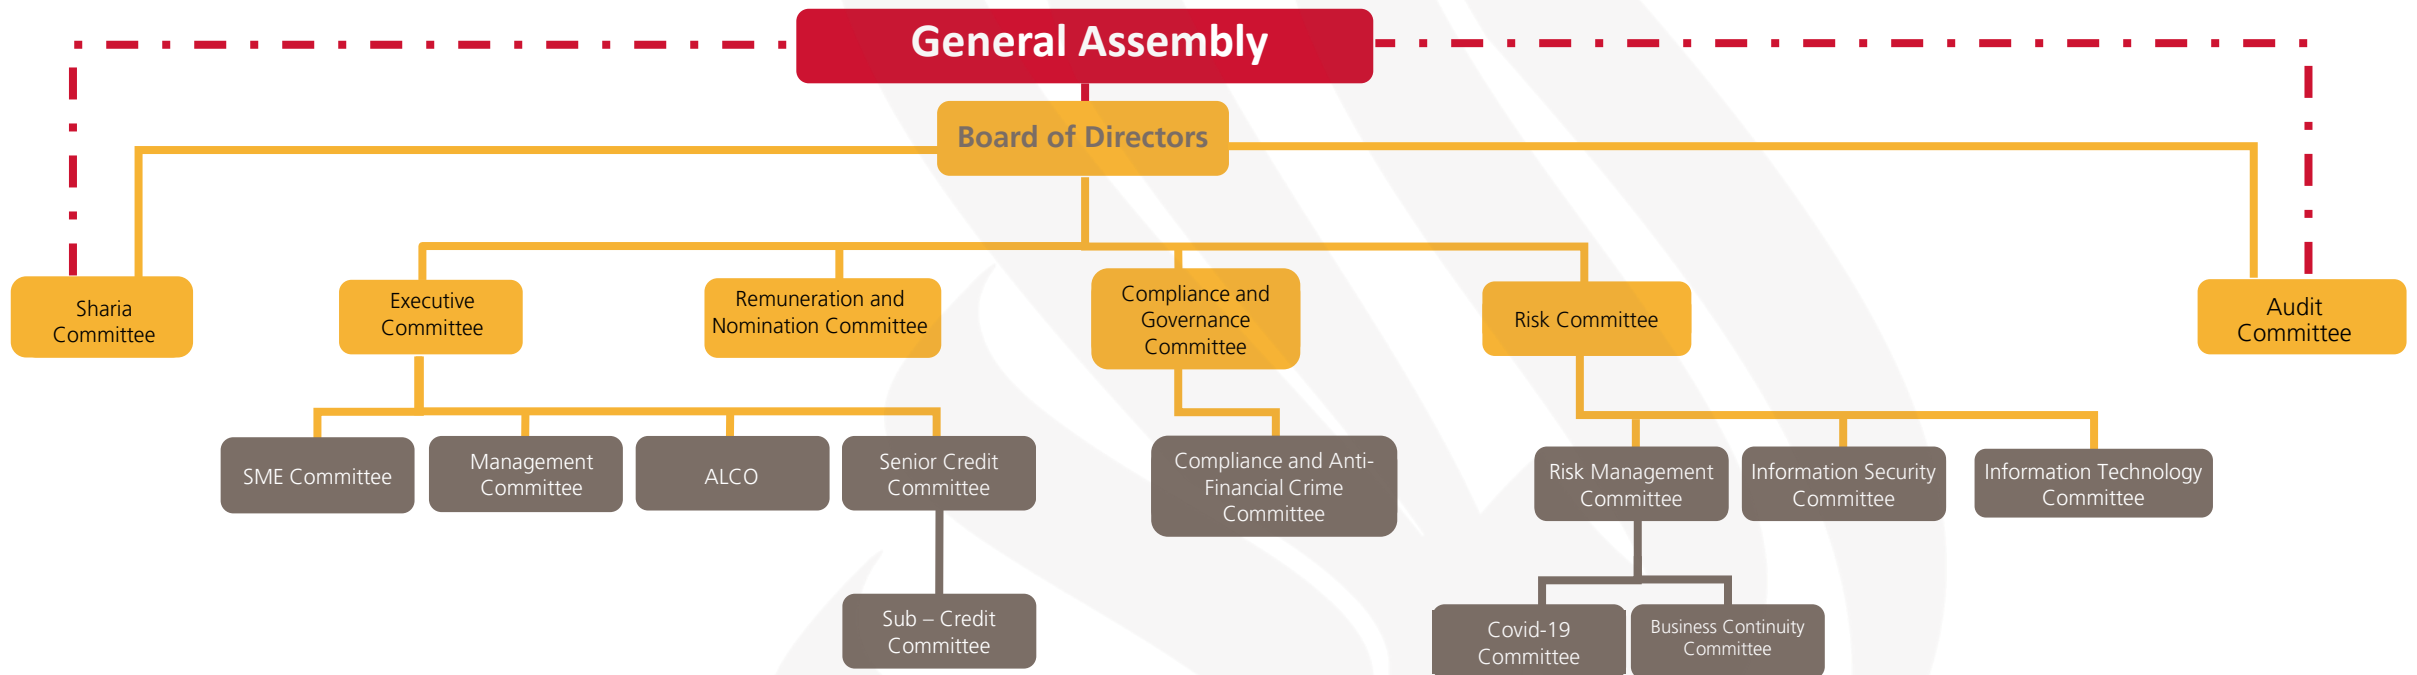 General Assembly
Board of Directors
Sharia
Committee
Executive
Committee
Remuneration and
Nomination Committee
Compliance and
Governance
Committee
Risk Committee
Audit
Committee
SME Committee
Management
Committee
ALCO
Senior Credit
Committee
Compliance and Anti-
Financial Crime
Committee
Risk Management
Committee
Information Security
Committee
Information Technology
Committee
Sub – Credit
Committee
Covid-19
Committee
Business Continuity
Committee